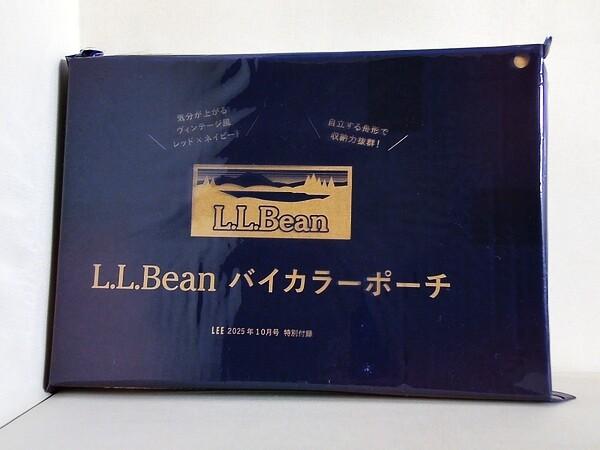 気分が上がる
ヴィンテージ風
レッド×ネイビー!
自立する舟形で
収納力抜群!
L.L.Bean
L.L.Bean バイカラーポーチ
LEE 2025年10月号 特別付録